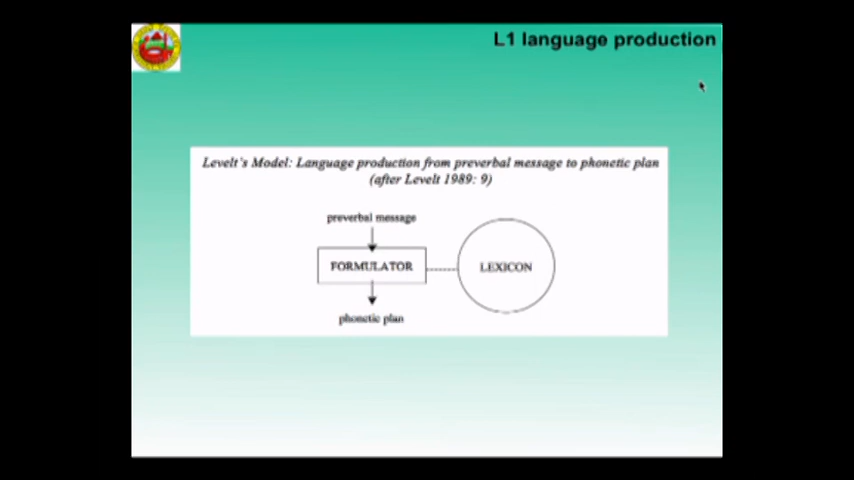 L1 language production
Levelt's Model: Language production from preverbal message to phonetic plan
(after Levelt 1989: 9)
preverbal message
FORMULATOR
LEXICON
phonetic plan